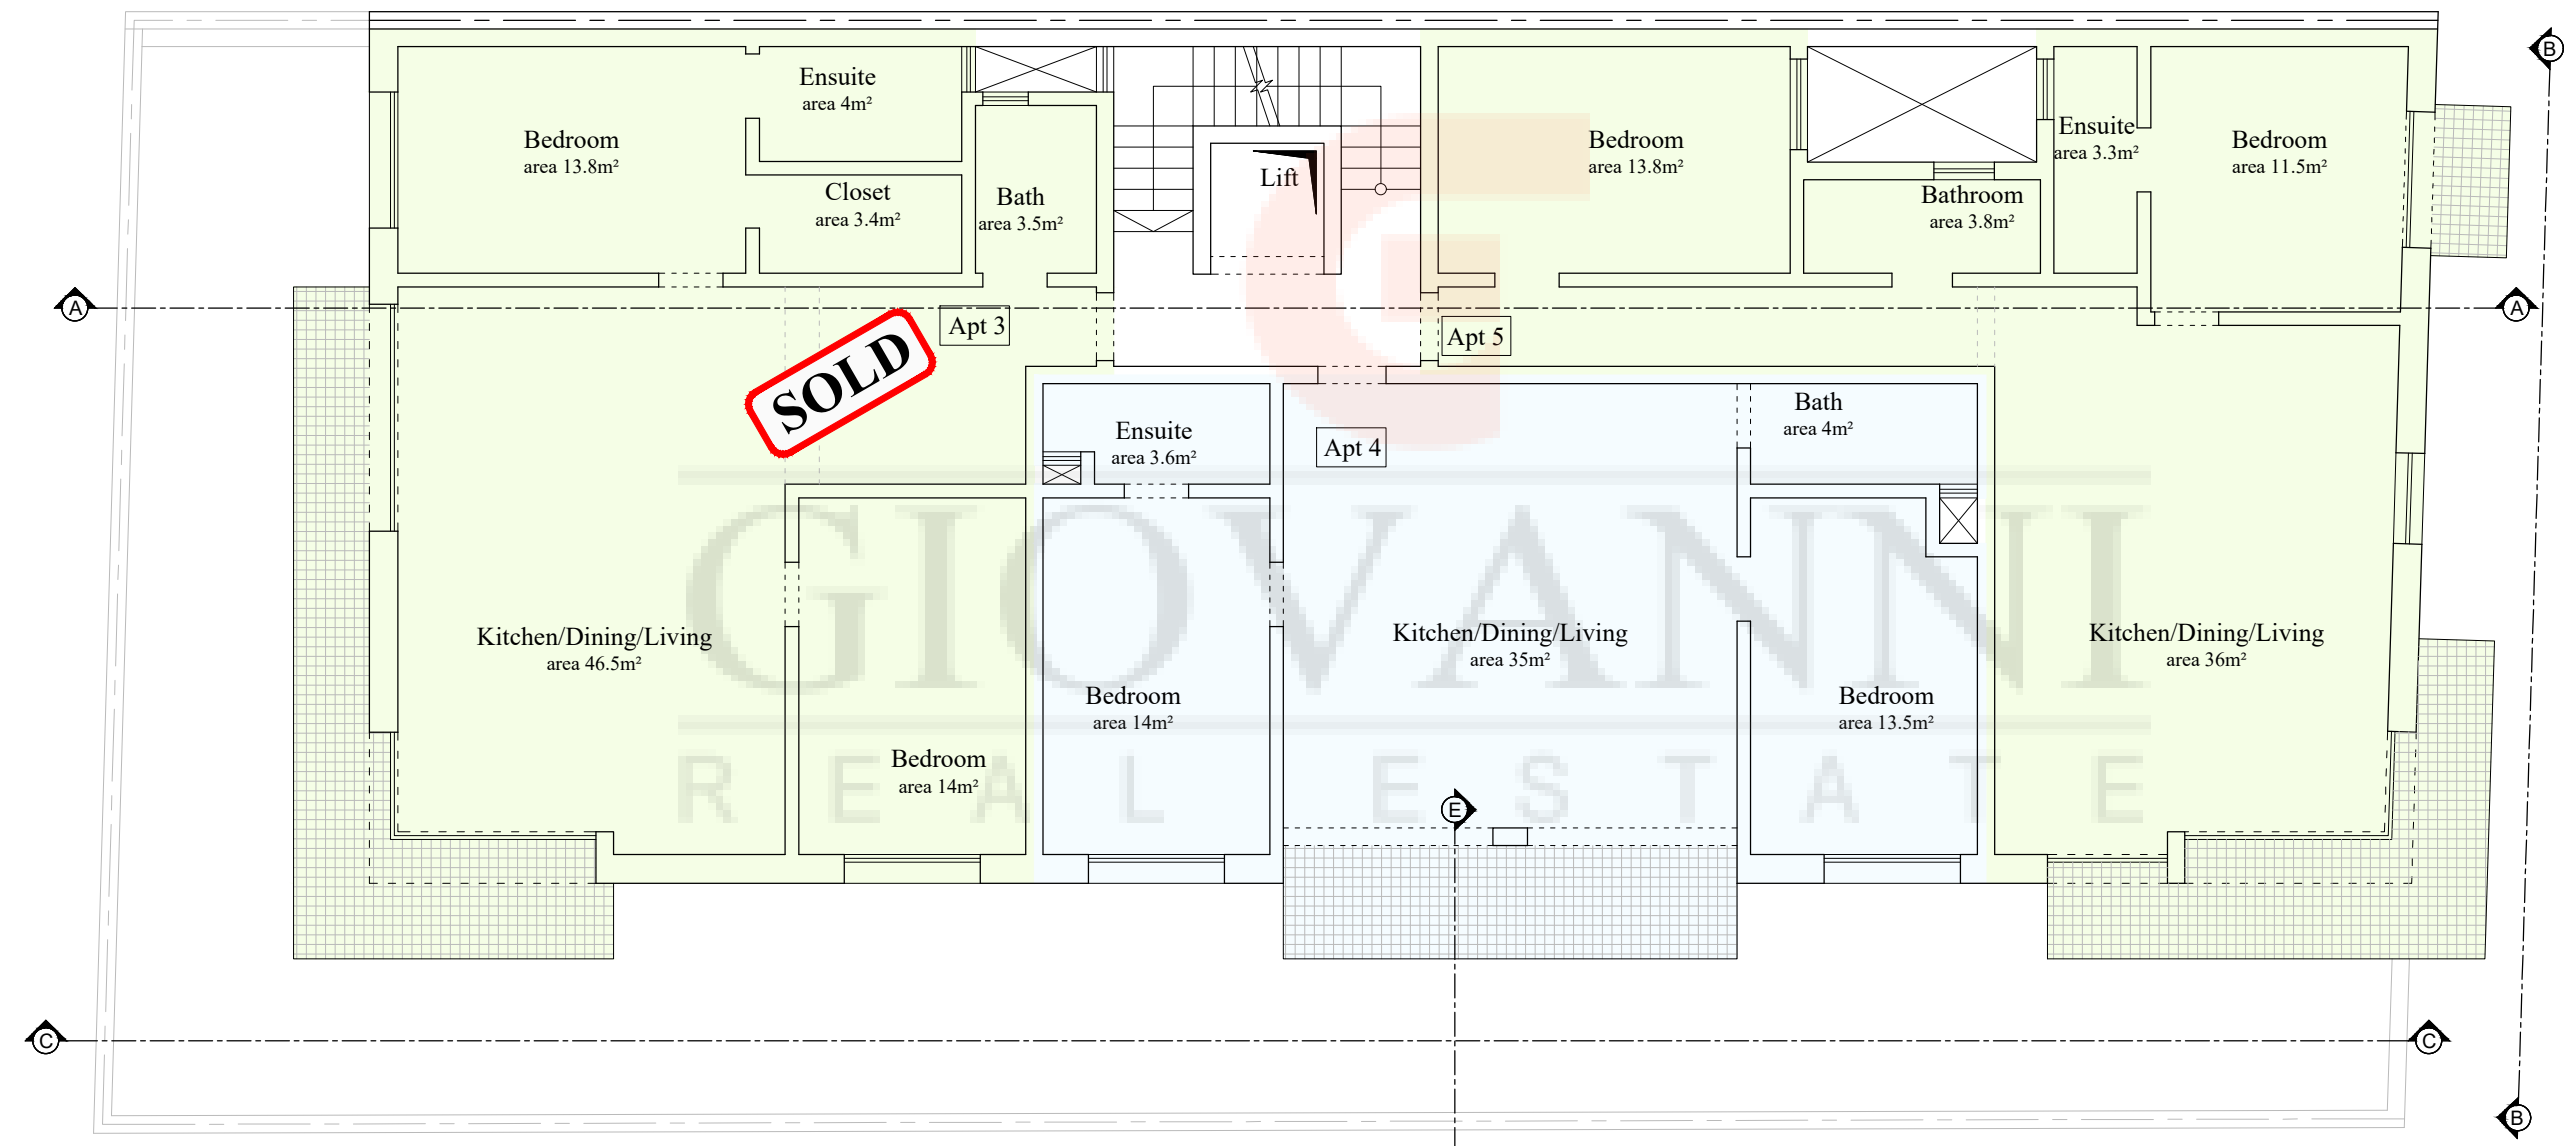 B
Ensuite
area 4m²
Bedroom
area 13.8m²
Closet
area 3.4m²
Bath
area 3.5m²
Lift
Bedroom
area 13.8m²
Bathroom
area 3.8m²
Ensuite
area 3.3m²
Bedroom
area 11.5m²
A
A
Apt 3
Apt 5
SOLD
Ensuite
area 3.6m²
Apt 4
Bath
area 4m²
GIOVANNI
REAL ESTATE
Kitchen/Dining/Living
area 46.5m²
Kitchen/Dining/Living
area 35m²
Kitchen/Dining/Living
area 36m²
Bedroom
area 14m²
Bedroom
area 14m²
Bedroom
area 13.5m²
E
C
C
B